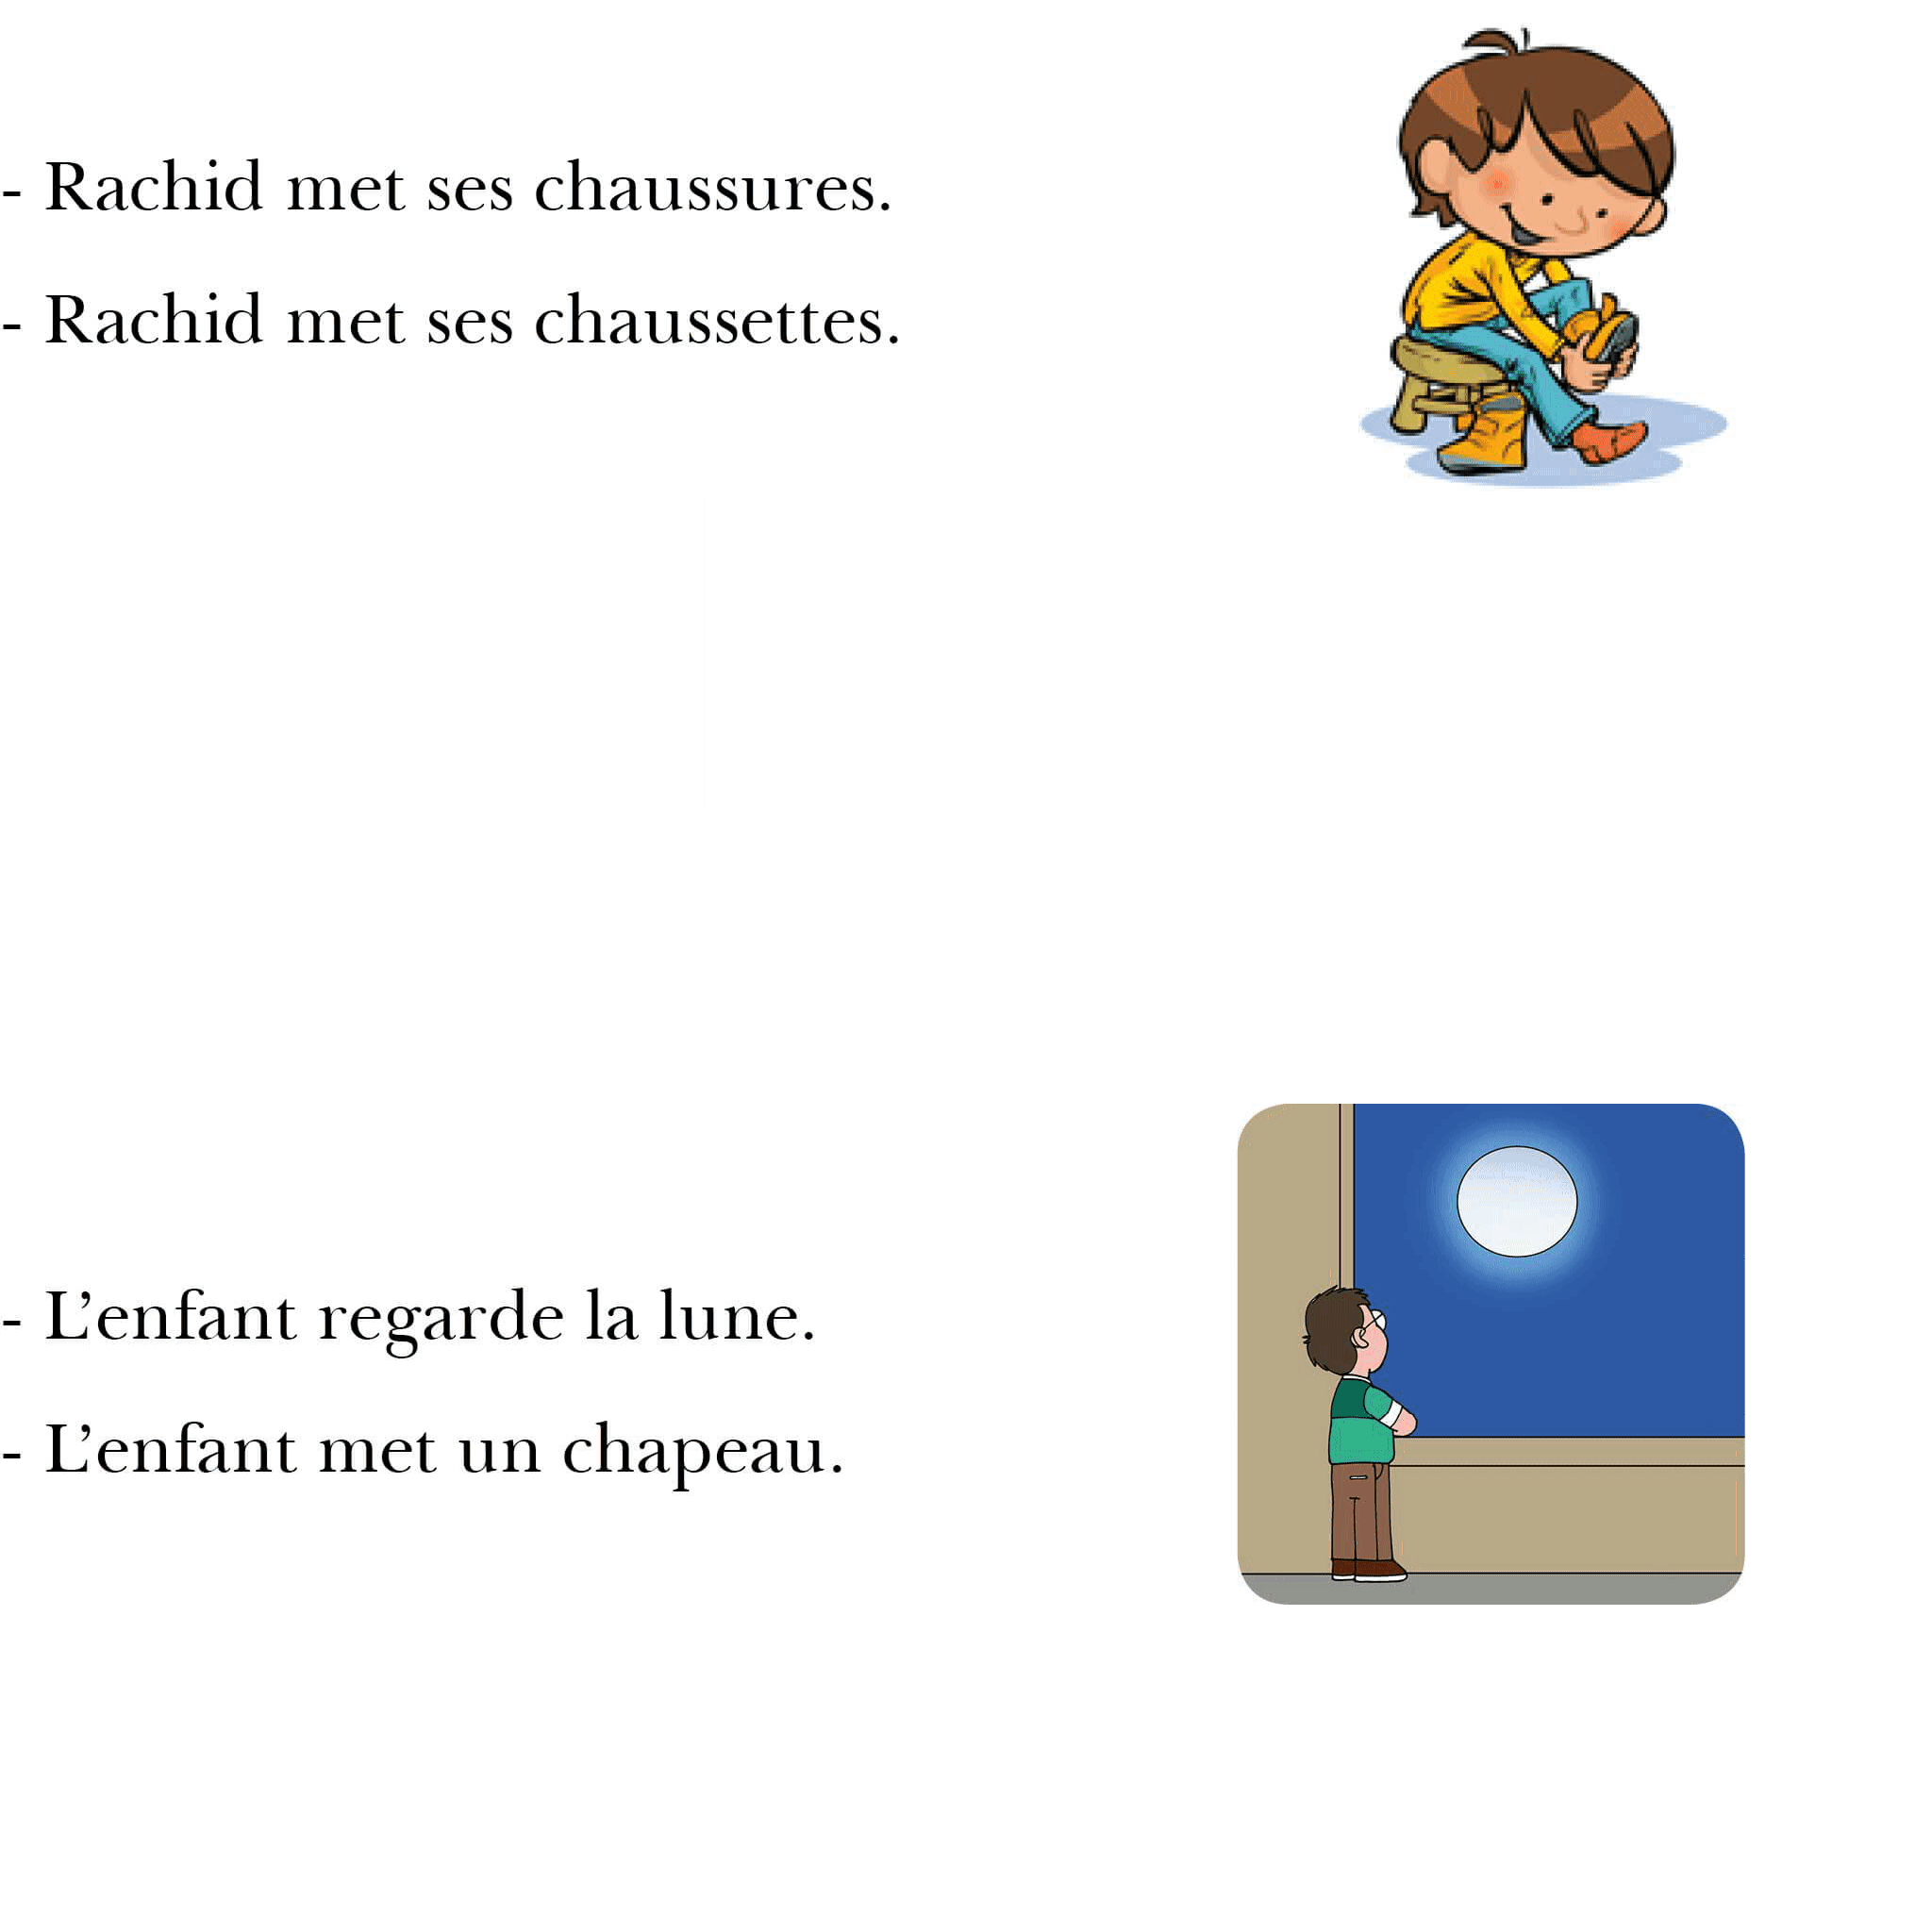 - Rachid met ses chaussures.
- Rachid met ses chaussettes.
- L’enfant regarde la lune.
- L’enfant met un chapeau.